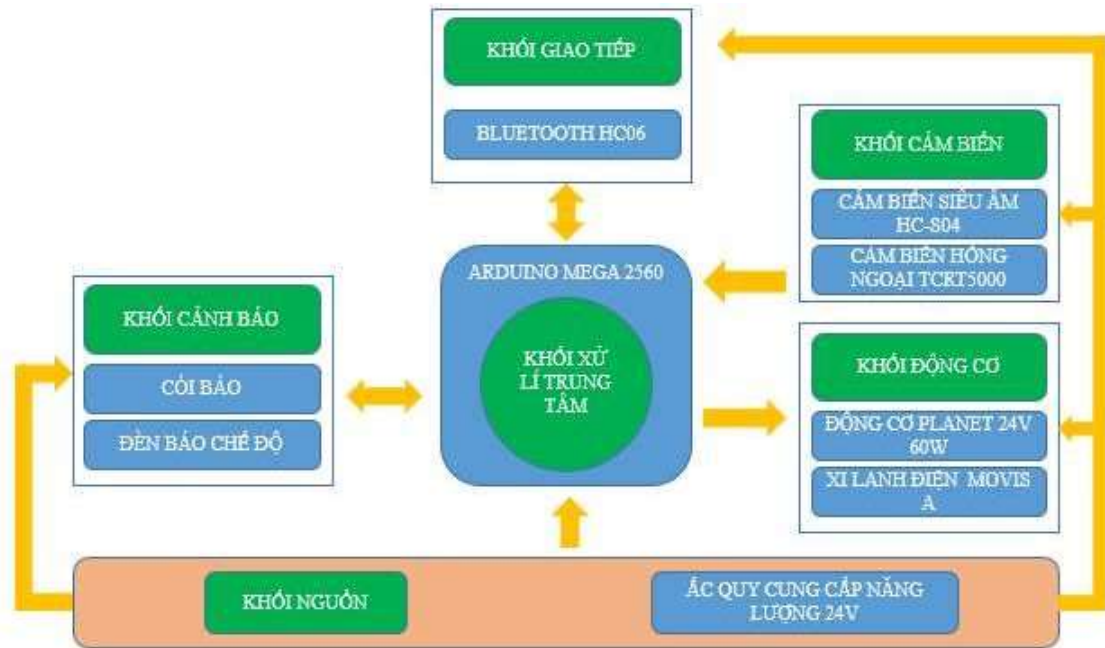 KHỐI GIAO TIẾP
BLUETOOTH HC06
KHỐI CẢM BIẾN
CẢM BIẾN SIÊU ÂM
HC-S04
CẢM BIẾN HỒNG
NGOẠI TCRT5000
ARDUINO MEGA 2560
KHỐI XỬ
LÍ TRUNG
TÂM
KHỐI CẢNH BÁO
CÒI BÁO
ĐÈN BÁO CHẾ ĐỘ
KHỐI ĐỘNG CƠ
ĐỘNG CƠ PLANET 24V
60W
XI LANH ĐIỆN MOVIS
A
KHỐI NGUỒN
ẮC QUY CUNG CẤP NĂNG
LƯỢNG 24V